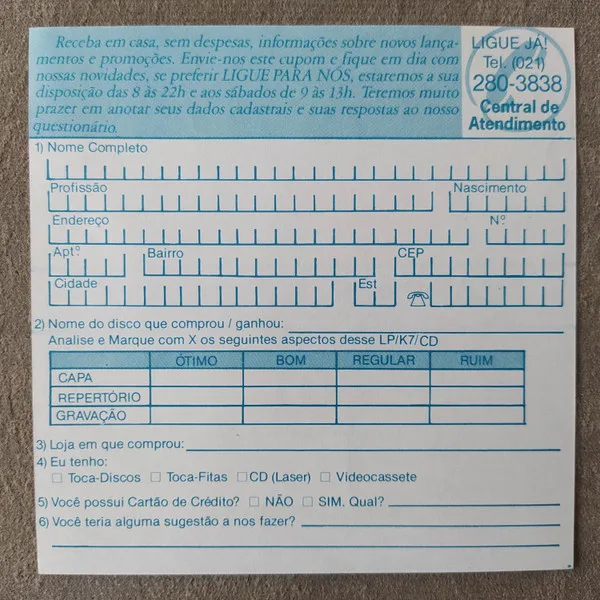 Receba em casa, sem despesas, informações sobre novos lança-
mentos e promoções. Envie-nos este cupom e fique em dia com
nossas novidades, se preferir LIGUE PARA NÓS, estaremos a sua
disposição das 8 às 22h e aos sábados de 9 às 13h. Teremos muito
prazer em anotar seus dados cadastrais e suas respostas ao nosso
questionário.
LIGUE JÁ!
Tel. (021)
280-3838
Central de
Atendimento
1) Nome Completo
Profissão Nascimento
Endereço Nº
Aptº Bairro CEP
Cidade Est
2) Nome do disco que comprou / ganhou:
Analise e Marque com X os seguintes aspectos desse LP/K7/CD
ÓTIMO BOM REGULAR RUIM
CAPA
REPERTÓRIO
GRAVAÇÃO
3) Loja em que comprou:
4) Eu tenho:
Toca-Discos Toca-Fitas CD (Laser) Videocassete
5) Você possui Cartão de Crédito? NÃO SIM. Qual?
6) Você teria alguma sugestão a nos fazer?